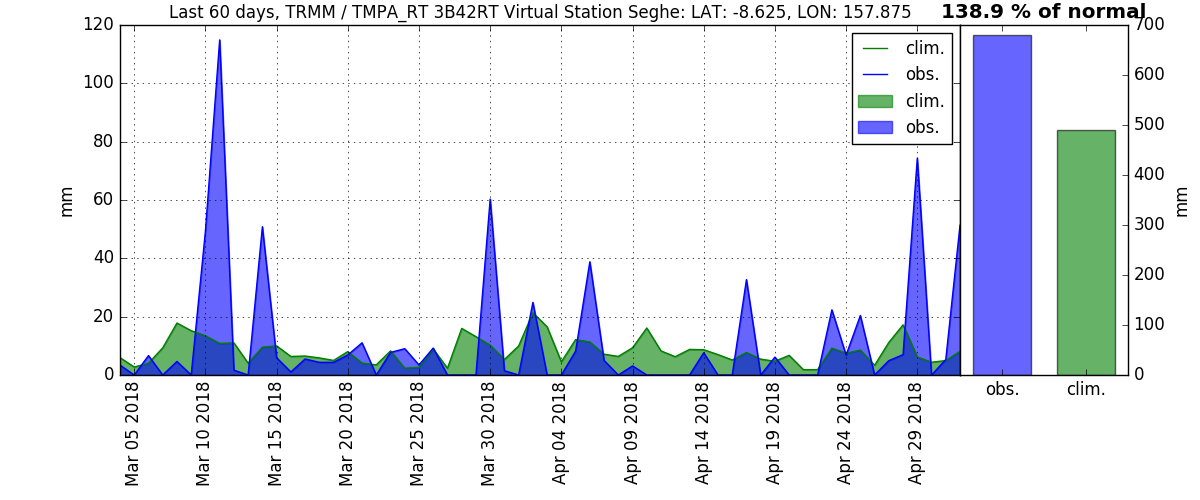 Last 60 days, TRMM / TMPA_RT 3B42RT Virtual Station Seghe: LAT: -8.625, LON: 157.875
138.9 % of normal
120
100
80
60
40
20
0
mm
clim.
obs.
clim.
obs.
700
600
500
400
300
200
100
0
mm
Mar 05 2018
Mar 10 2018
Mar 15 2018
Mar 20 2018
Mar 25 2018
Mar 30 2018
Apr 04 2018
Apr 09 2018
Apr 14 2018
Apr 19 2018
Apr 24 2018
Apr 29 2018
obs.
clim.